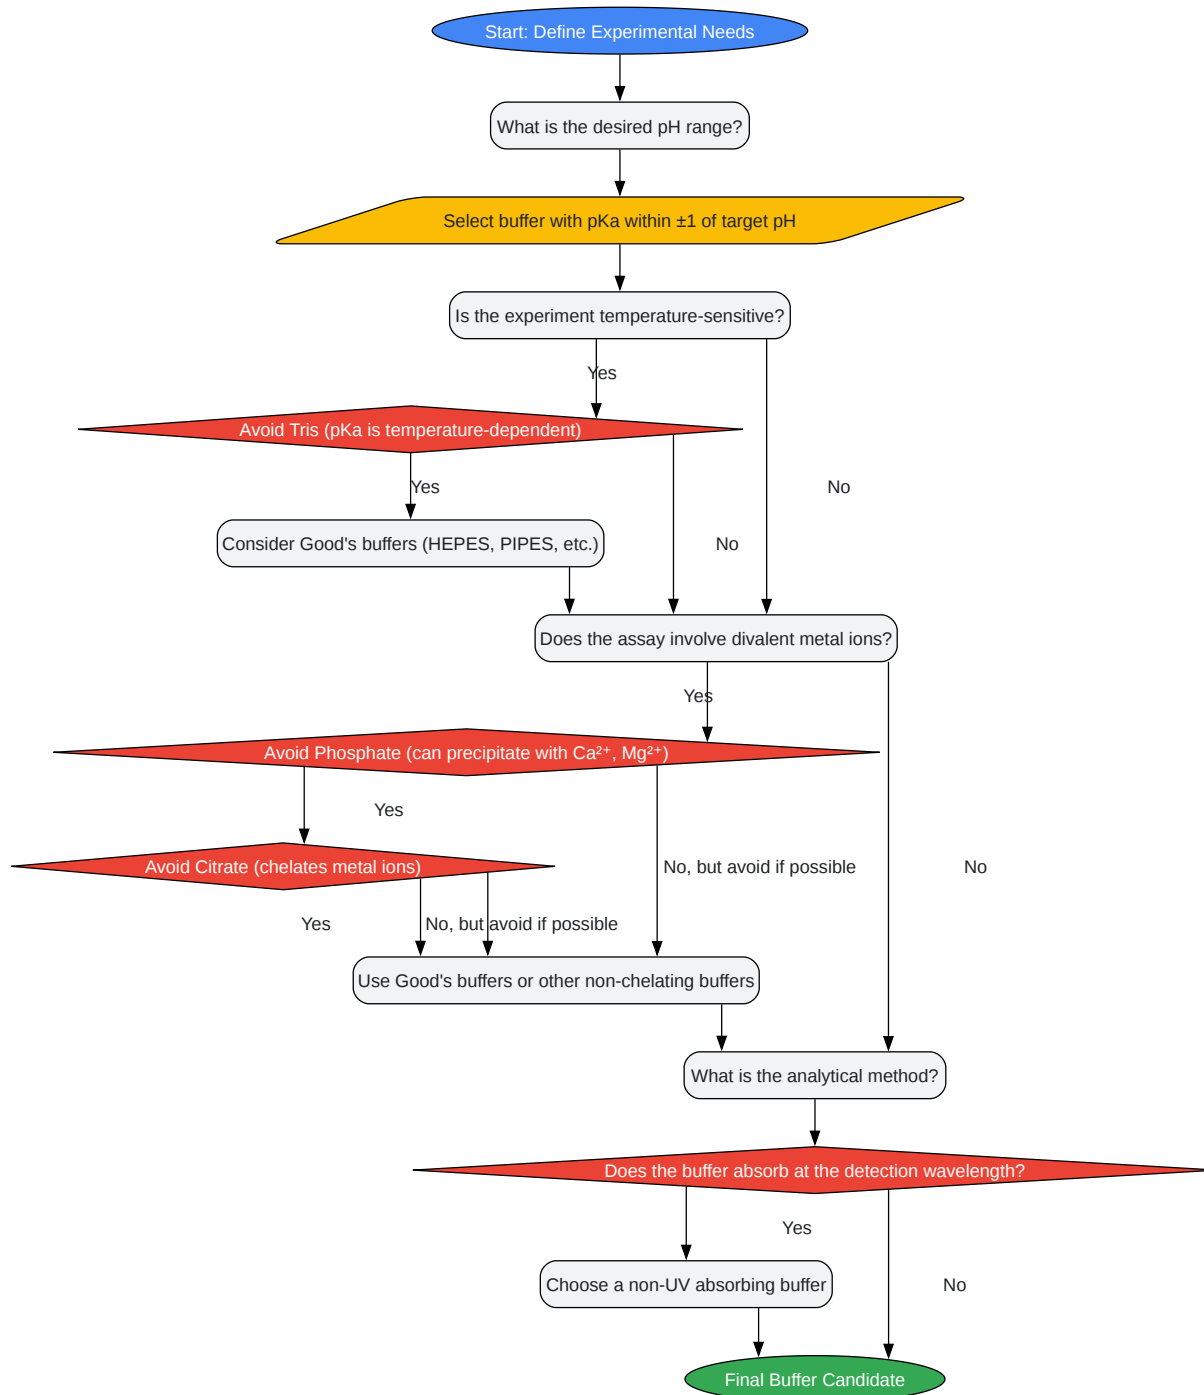 Start: Define Experimental Needs
What is the desired pH range?
Select buffer with pKa within ±1 of target pH
Is the experiment temperature-sensitive?
Yes
Avoid Tris (pKa is temperature-dependent)
Yes
No
Consider Good's buffers (HEPES, PIPES, etc.)
No
Does the assay involve divalent metal ions?
Yes
Avoid Phosphate (can precipitate with Ca²⁺, Mg²⁺)
Yes
Avoid Citrate (chelates metal ions)
No, but avoid if possible
No
Yes
No, but avoid if possible
Use Good's buffers or other non-chelating buffers
What is the analytical method?
Does the buffer absorb at the detection wavelength?
Yes
Choose a non-UV absorbing buffer
No
Final Buffer Candidate